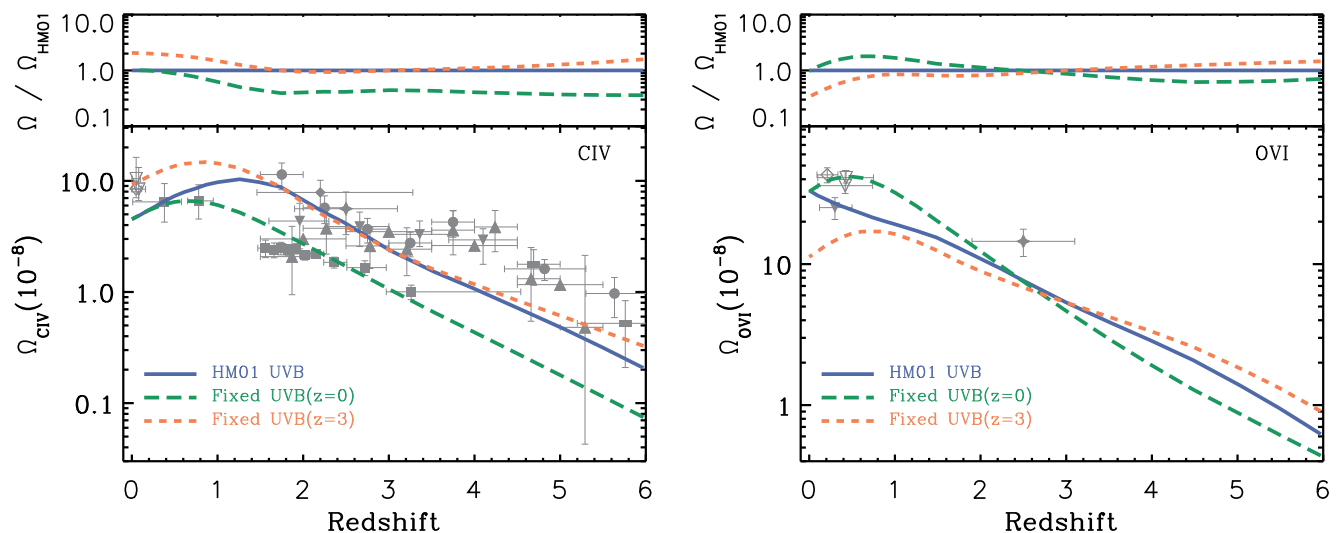 10.0
1.0
0.1
Ω / Ω_HM01
CIV
10.0
1.0
0.1
Ω_CIV(10^-8)
HM01 UVB
Fixed UVB(z=0)
Fixed UVB(z=3)
0 1 2 3 4 5 6
Redshift
10.0
1.0
0.1
Ω / Ω_HM01
OVI
10
1
Ω_OVI(10^-8)
HM01 UVB
Fixed UVB(z=0)
Fixed UVB(z=3)
0 1 2 3 4 5 6
Redshift